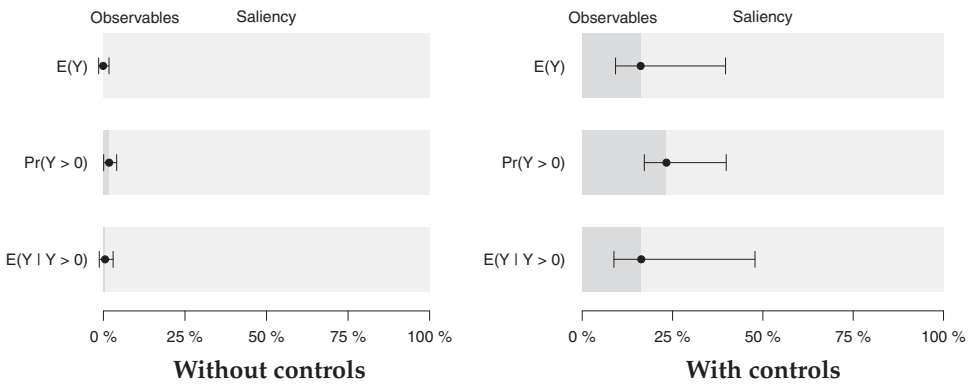 Observables Saliency
E(Y)
Pr(Y > 0)
E(Y | Y > 0)
0 % 25 % 50 % 75 % 100 %
Without controls
Observables Saliency
E(Y)
Pr(Y > 0)
E(Y | Y > 0)
0 % 25 % 50 % 75 % 100 %
With controls